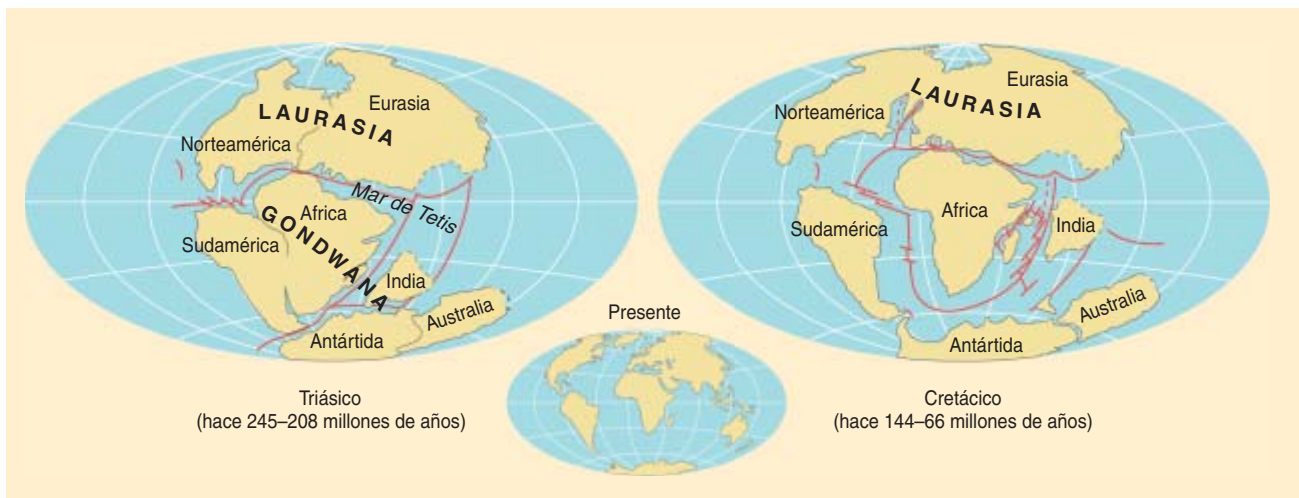 LAURASIA
Eurasia
Norteamérica
Mar de Tetis
GONDWANA
Africa
Sudamérica
India
Australia
Antártida
Triásico
(hace 245–208 millones de años)
Presente
LAURASIA
Eurasia
Norteamérica
Africa
Sudamérica
India
Australia
Antártida
Cretácico
(hace 144–66 millones de años)